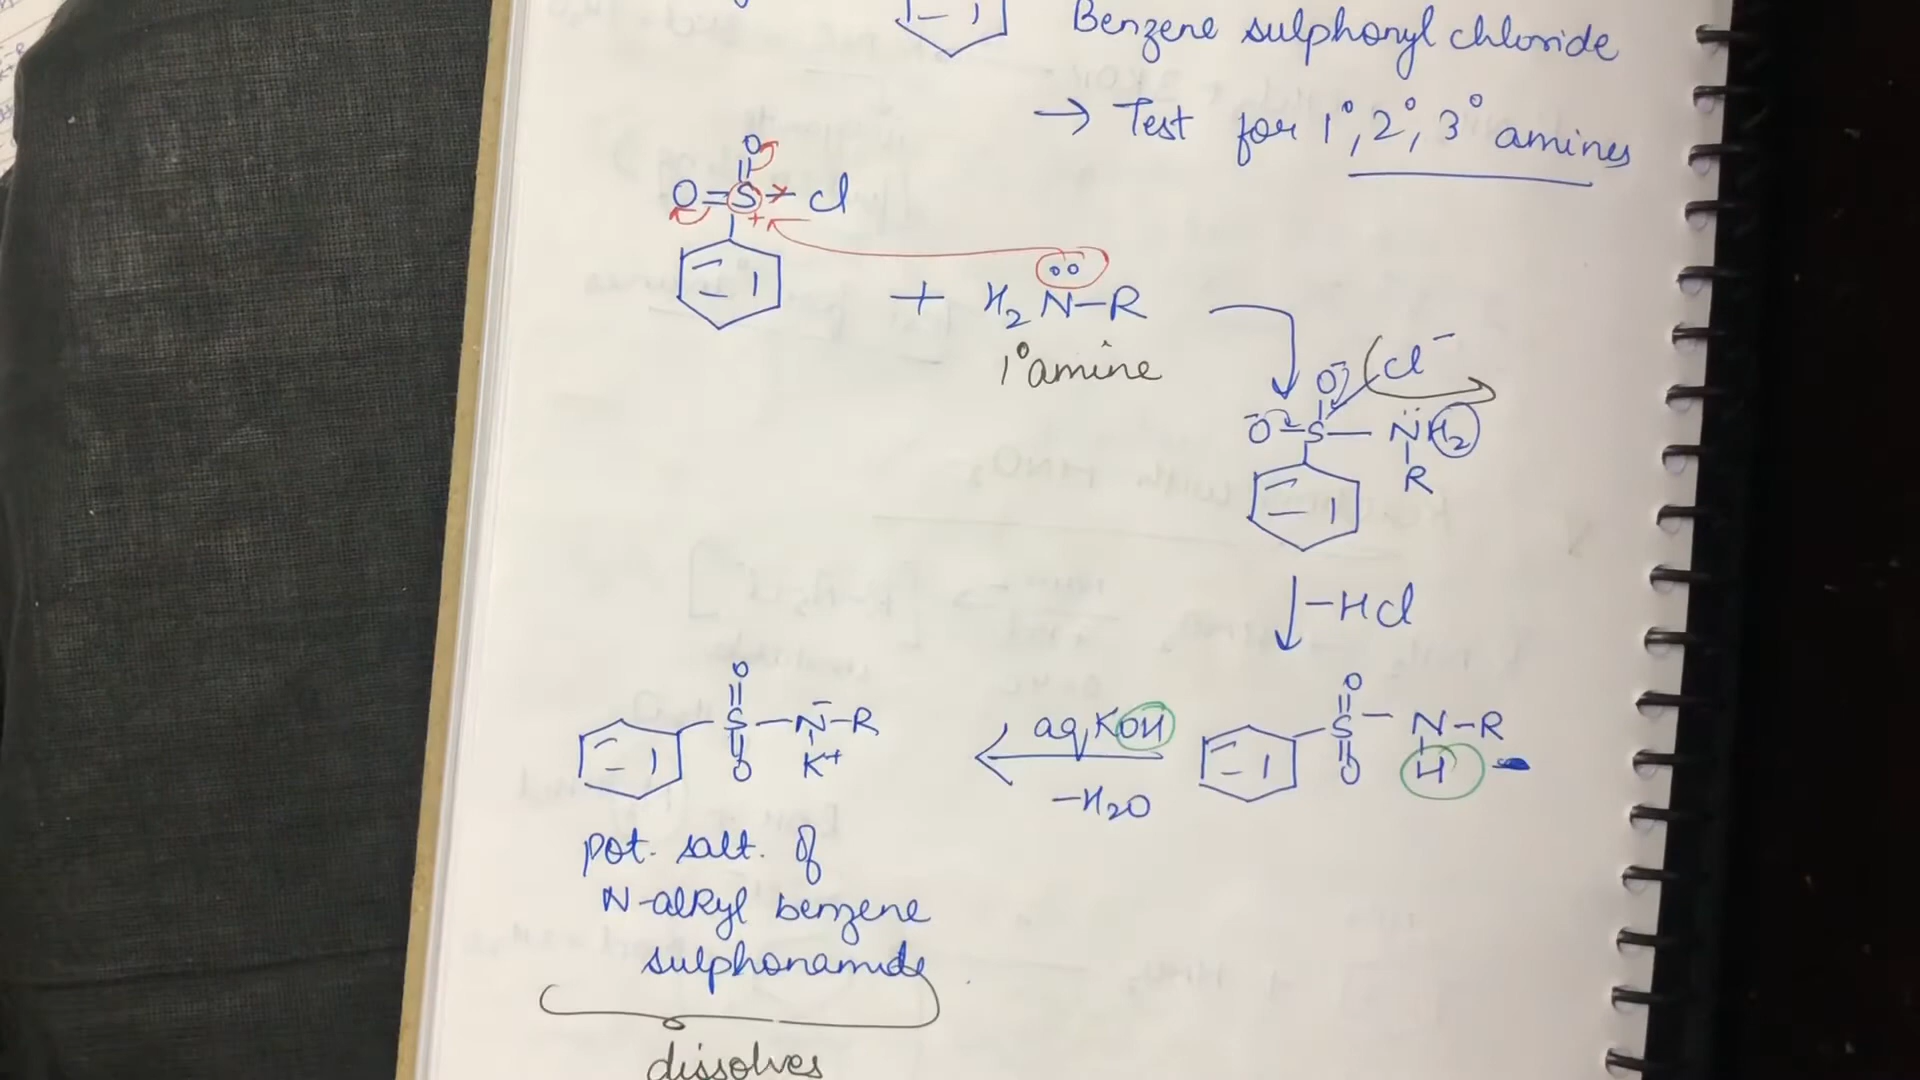 Benzene sulphonyl chloride
→ Test for 1°, 2°, 3° amines
O
O=S-Cl
+
+ H₂N-R
1° amine
Cl⁻
O⁻
⁻O-S-NH₂
R
-HCl
O
S-N-R
O H
aq KOH
-H₂O
O
S-N⁻-R
O K⁺
pot. salt. of
N-alkyl benzene
sulphonamide
dissolves